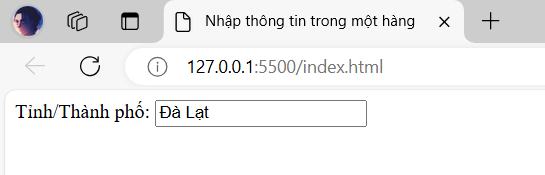 Nhập thông tin trong một hàng
127.0.0.1:5500/index.html
Tỉnh/Thành phố: Đà Lạt